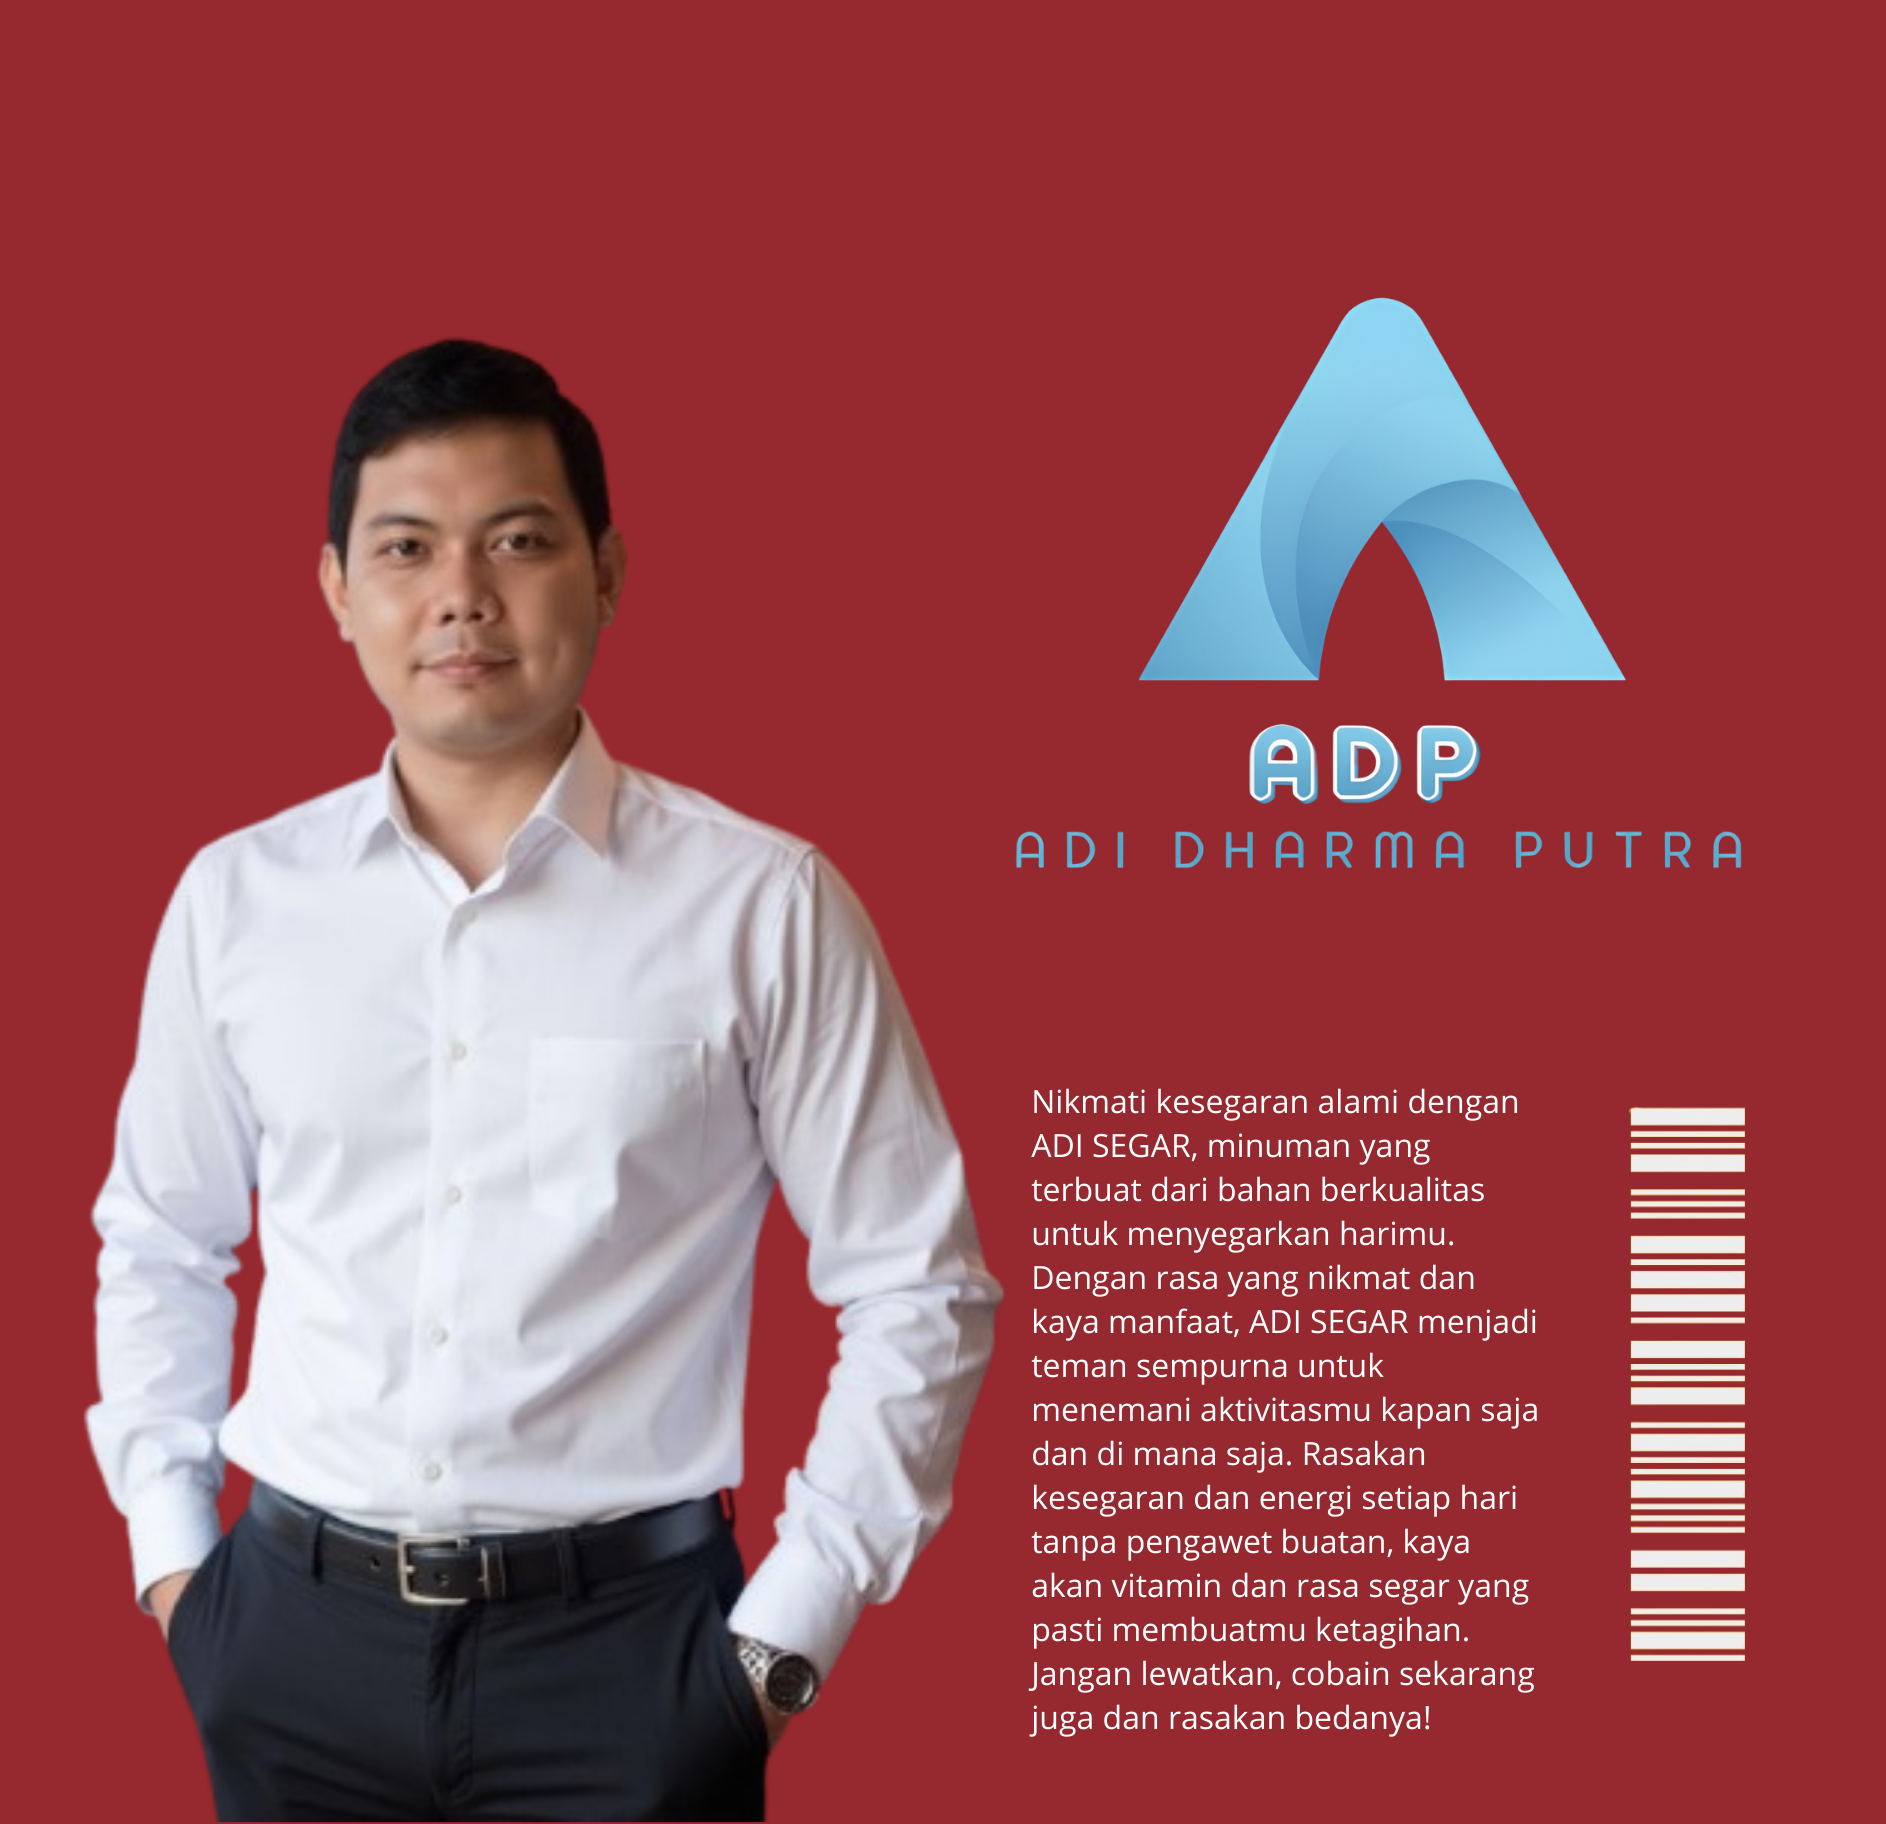 ADP
ADI DHARMA PUTRA
Nikmati kesegaran alami dengan
ADI SEGAR, minuman yang
terbuat dari bahan berkualitas
untuk menyegarkan harimu.
Dengan rasa yang nikmat dan
kaya manfaat, ADI SEGAR menjadi
teman sempurna untuk
menemani aktivitasmu kapan saja
dan di mana saja. Rasakan
kesegaran dan energi setiap hari
tanpa pengawet buatan, kaya
akan vitamin dan rasa segar yang
pasti membuatmu ketagihan.
Jangan lewatkan, cobain sekarang
juga dan rasakan bedanya!